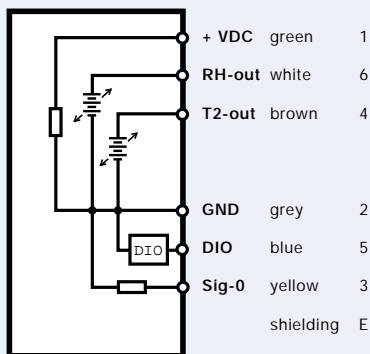 + VDC green 1
RH-out white 6
T2-out brown 4
GND grey 2
DIO DIO blue 5
Sig-0 yellow 3
shielding E